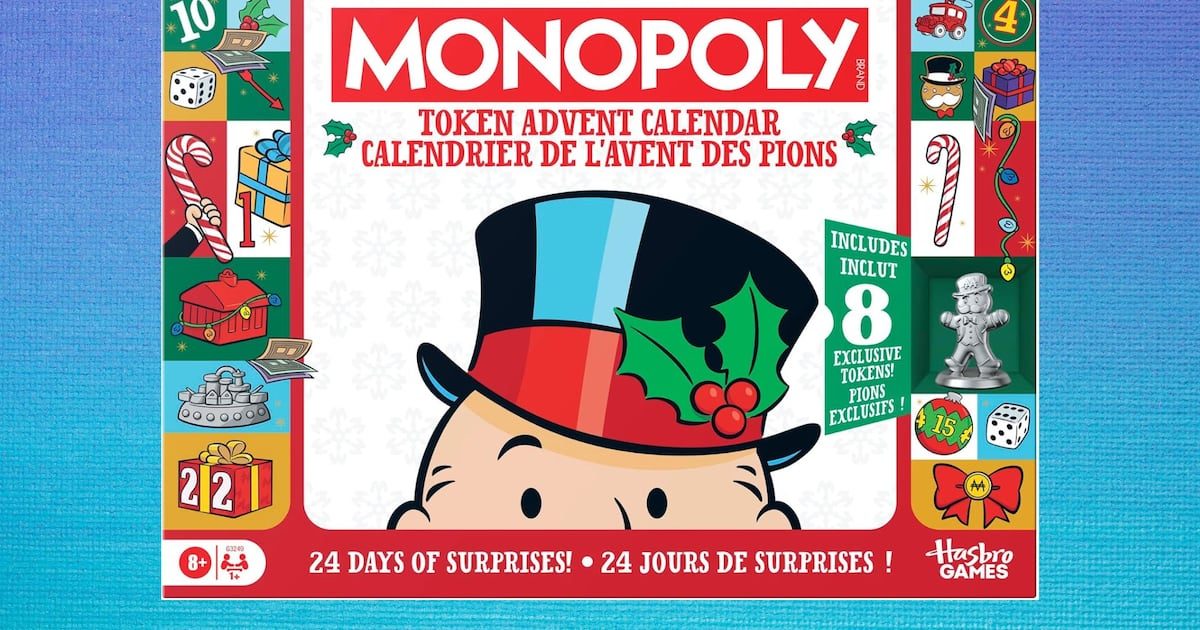 10
4
MONOPOLY
BRAND
TOKEN ADVENT CALENDAR
CALENDRIER DE L'AVENT DES PIONS
1
INCLUDES
INCLUT
8
EXCLUSIVE
TOKENS!
PIONS
EXCLUSIFS !
15
22
8+
G3249
1+
24 DAYS OF SURPRISES! • 24 JOURS DE SURPRISES !
Hasbro
GAMES